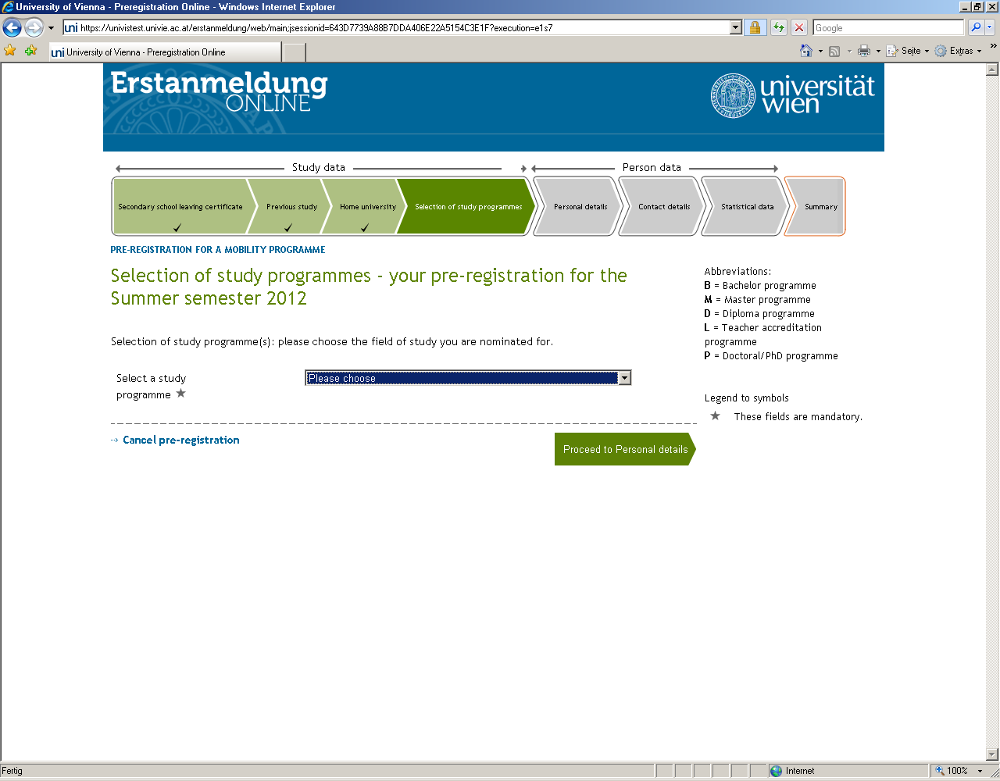 University of Vienna - Preregistration Online - Windows Internet Explorer
uni https://univistest.univie.ac.at/erstanmeldung/web/main;jsessionid=643D7739A88B7DDA406E22A5154C3E1F?execution=e1s7
Google
uni University of Vienna - Preregistration Online
Seite
Extras
Erstanmeldung
ONLINE
universität
wien
Study data
Person data
Secondary school leaving certificate
Previous study
Home university
Selection of study programmes
Personal details
Contact details
Statistical data
Summary
PRE-REGISTRATION FOR A MOBILITY PROGRAMME
Selection of study programmes - your pre-registration for the
Summer semester 2012
Selection of study programme(s): please choose the field of study you are nominated for.
Select a study
programme
Please choose
Cancel pre-registration
Proceed to Personal details
Abbreviations:
B = Bachelor programme
M = Master programme
D = Diploma programme
L = Teacher accreditation
programme
P = Doctoral/PhD programme
Legend to symbols
These fields are mandatory.
Fertig
Internet
100%